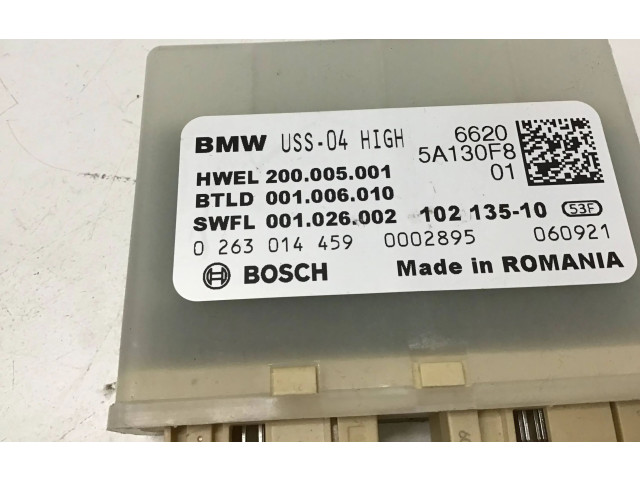 BMW USS-04 HIGH 6620
5A130F8
HWEL 200.005.001 01
BTLD 001.006.010
SWFL 001.026.002 102 135-10 53F
0 263 014 459 0002895 060921
BOSCH Made in ROMANIA